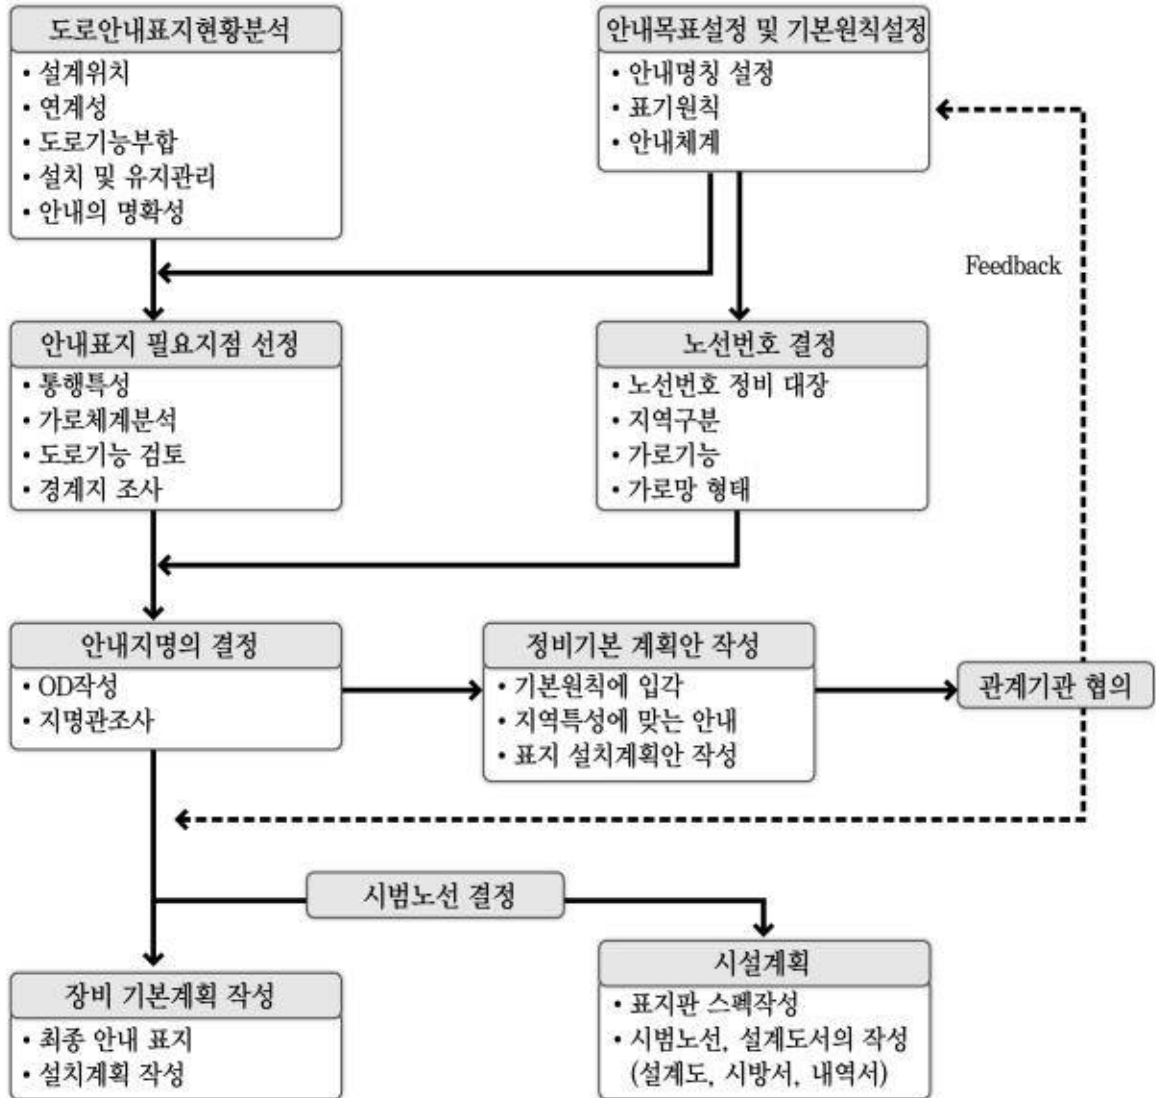 도로안내표지현황분석
• 설계위치
• 연계성
• 도로기능부합
• 설치 및 유지관리
• 안내의 명확성
안내목표설정 및 기본원칙설정
• 안내명칭 설정
• 표기원칙
• 안내체계
Feedback
안내표지 필요지점 선정
• 통행특성
• 가로체계분석
• 도로기능 검토
• 경계지 조사
노선번호 결정
• 노선번호 정비 대장
• 지역구분
• 가로기능
• 가로망 형태
안내지명의 결정
• OD작성
• 지명관조사
정비기본 계획안 작성
• 기본원칙에 입각
• 지역특성에 맞는 안내
• 표지 설치계획안 작성
관계기관 협의
시범노선 결정
장비 기본계획 작성
• 최종 안내 표지
• 설치계획 작성
시설계획
• 표지판 스펙작성
• 시범노선, 설계도서의 작성
(설계도, 시방서, 내역서)